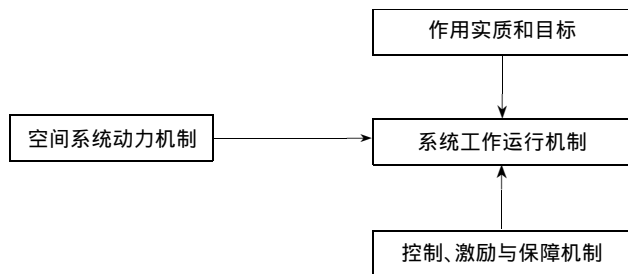 作用实质和目标
空间系统动力机制
系统工作运行机制
控制、激励与保障机制